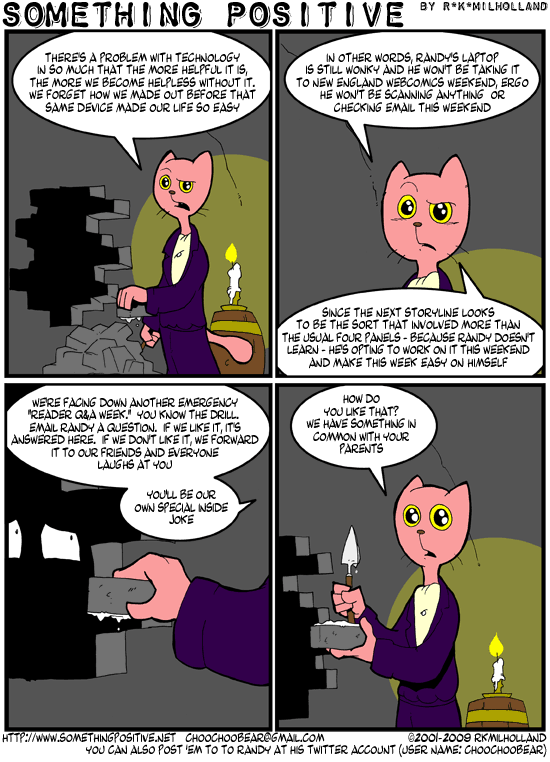 SOMETHING POSITIVE BY R*K*MILHOLLAND
THERE'S A PROBLEM WITH TECHNOLOGY
IN SO MUCH THAT THE MORE HELPFUL IT IS,
THE MORE WE BECOME HELPLESS WITHOUT IT.
WE FORGET HOW WE MADE OUT BEFORE THAT
SAME DEVICE MADE OUR LIFE SO EASY
IN OTHER WORDS, RANDY'S LAPTOP
IS STILL WONKY AND HE WON'T BE TAKING IT
TO NEW ENGLAND WEBCOMICS WEEKEND, ERGO
HE WON'T BE SCANNING ANYTHING OR
CHECKING EMAIL THIS WEEKEND
SINCE THE NEXT STORYLINE LOOKS
TO BE THE SORT THAT INVOLVED MORE THAN
THE USUAL FOUR PANELS - BECAUSE RANDY DOESN'T
LEARN - HE'S OPTING TO WORK ON IT THIS WEEKEND
AND MAKE THIS WEEK EASY ON HIMSELF
WE'RE FACING DOWN ANOTHER EMERGENCY
"READER Q&A WEEK." YOU KNOW THE DRILL.
EMAIL RANDY A QUESTION. IF WE LIKE IT, IT'S
ANSWERED HERE. IF WE DON'T LIKE IT, WE FORWARD
IT TO OUR FRIENDS AND EVERYONE
LAUGHS AT YOU
YOU'LL BE OUR
OWN SPECIAL INSIDE
JOKE
HOW DO
YOU LIKE THAT?
WE HAVE SOMETHING IN
COMMON WITH YOUR
PARENTS
HTTP://WWW.SOMETHINGPOSITIVE.NET CHOOCHOOBEAR@GMAIL.COM ©2001-2009 RKMILHOLLAND
YOU CAN ALSO POST 'EM TO TO RANDY AT HIS TWITTER ACCOUNT (USER NAME: CHOOCHOOBEAR)